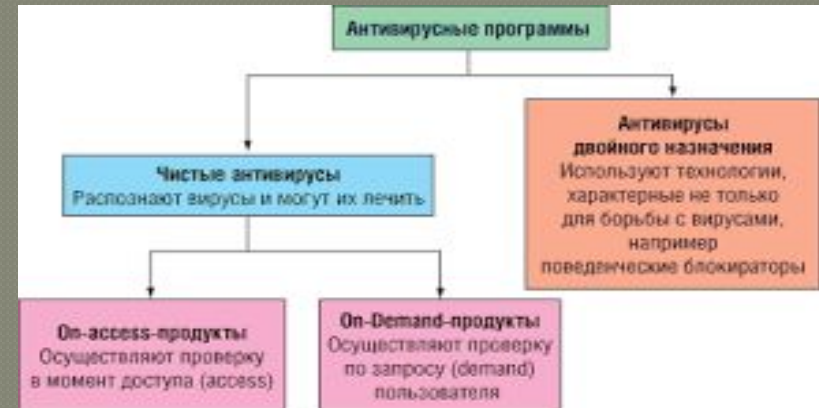 Антивирусные программы
Чистые антивирусы
Распознают вирусы и могут их лечить
Антивирусы
двойного назначения
Используют технологии,
характерные не только
для борьбы с вирусами,
например
поведенческие блокираторы
On-access-продукты
Осуществляют проверку
в момент доступа (access)
On-Demand-продукты
Осуществляют проверку
по запросу (demand)
пользователя